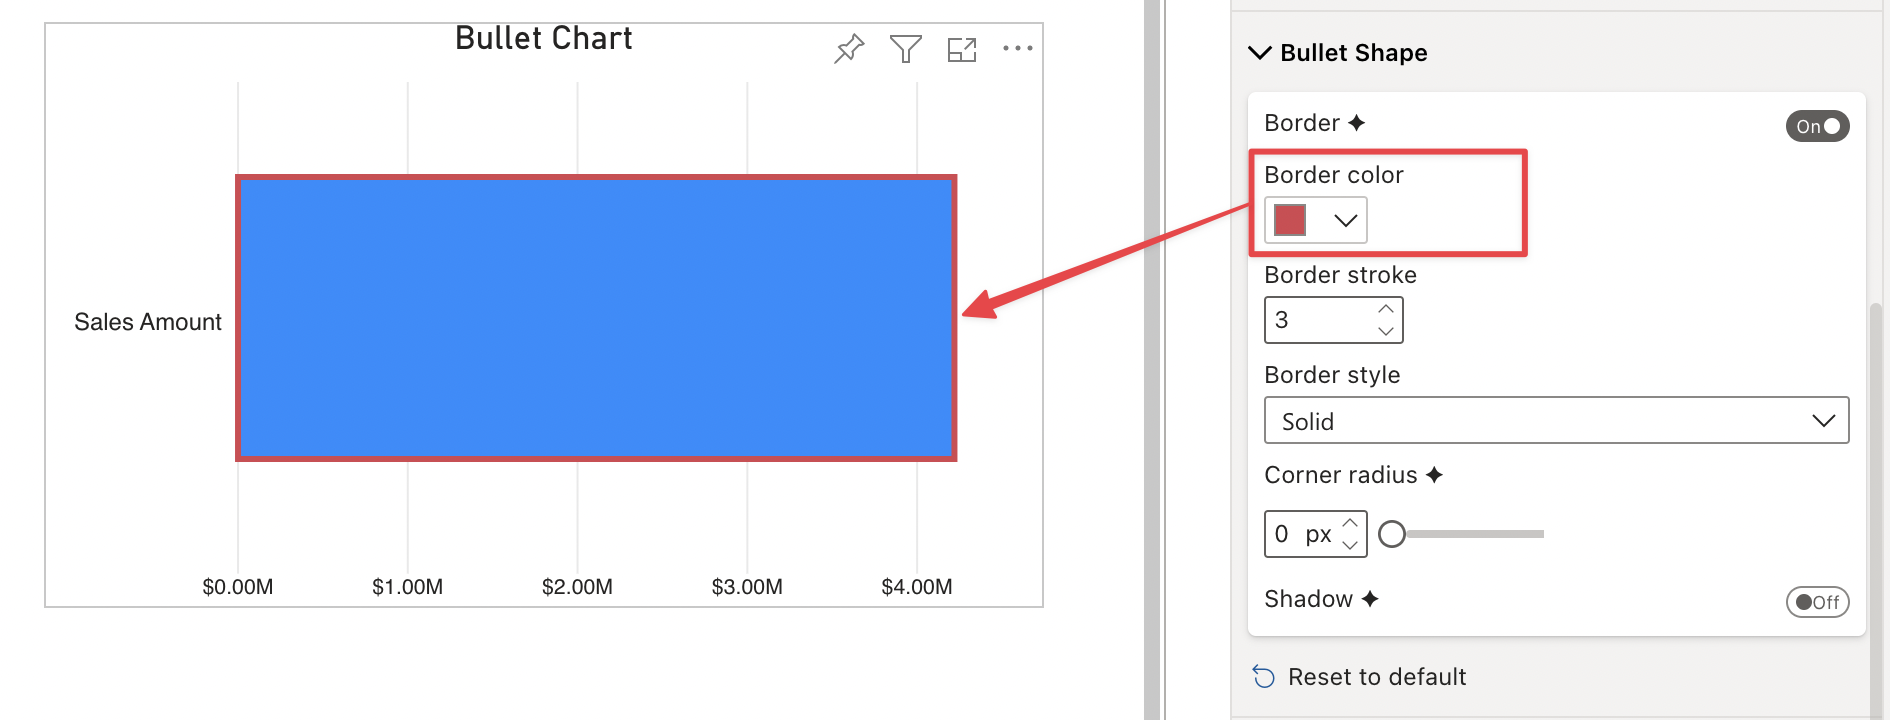 Bullet Chart
Sales Amount
$0.00M $1.00M $2.00M $3.00M $4.00M
Bullet Shape
Border
On
Border color
Border stroke
3
Border style
Solid
Corner radius
0 px
Shadow
Off
Reset to default